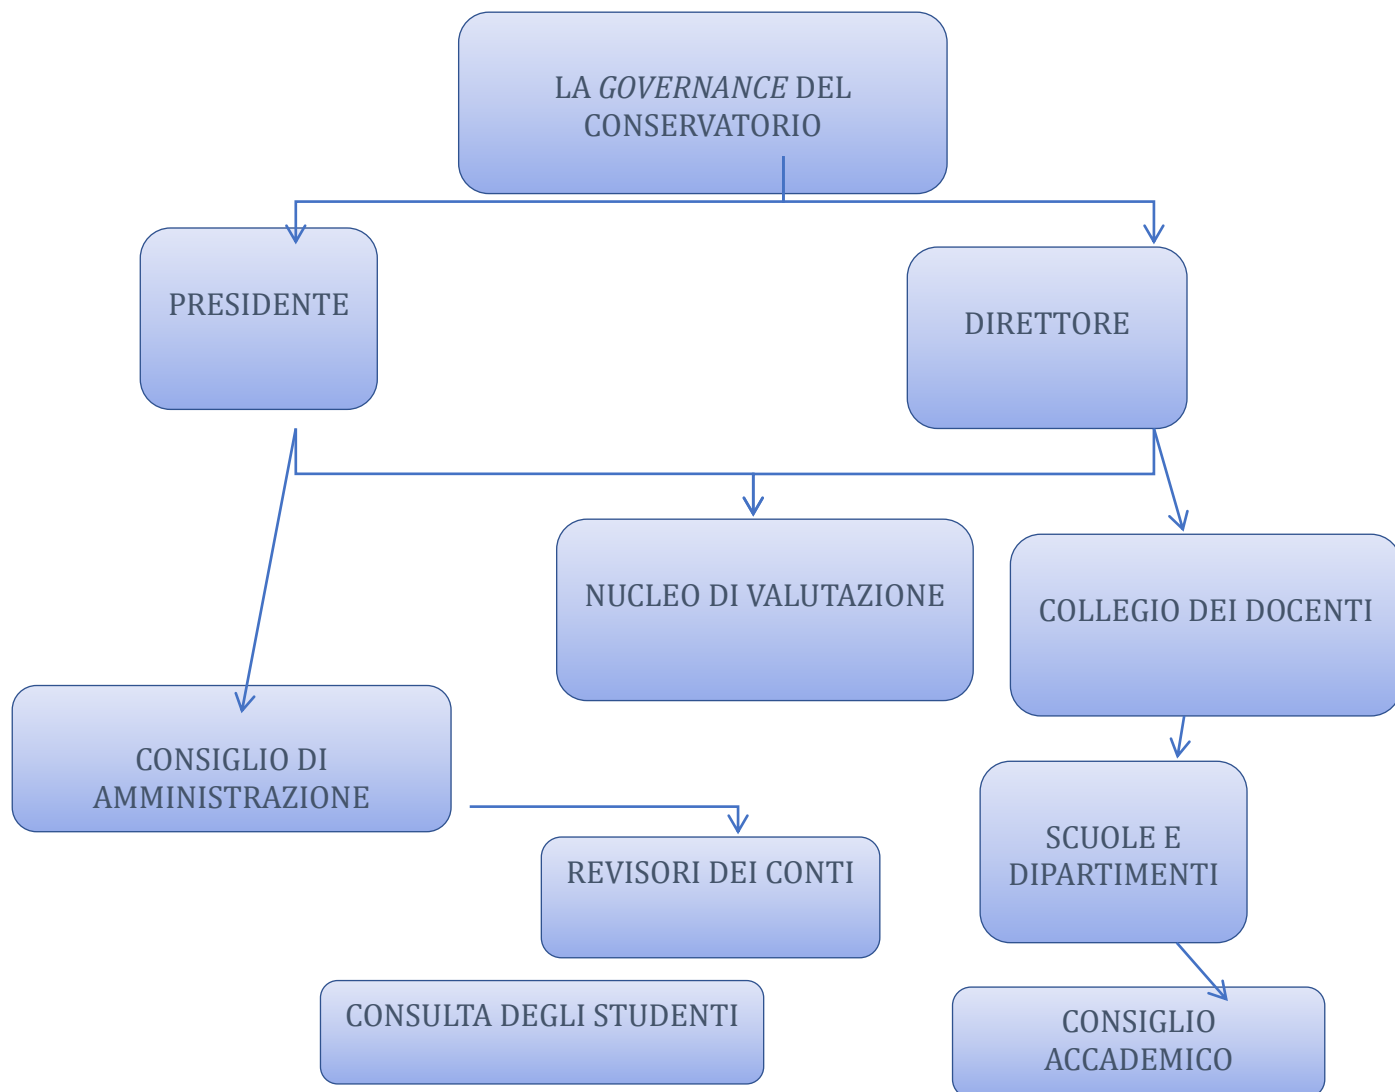 LA GOVERNANCE DEL
CONSERVATORIO
PRESIDENTE
DIRETTORE
NUCLEO DI VALUTAZIONE
COLLEGIO DEI DOCENTI
CONSIGLIO DI
AMMINISTRAZIONE
REVISORI DEI CONTI
SCUOLE E
DIPARTIMENTI
CONSULTA DEGLI STUDENTI
CONSIGLIO
ACCADEMICO